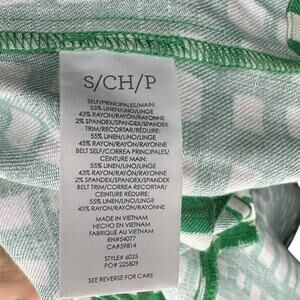 S/CH/P
SELF/PRINCIPALES/MAIN:
55% LINEN/LINO/LINGE
43% RAYON/RAYÓN/RAYONNE
2% SPANDEX/SPANDEX/SPANDEX
TRIM/RECORTAR/RÉDUIRE:
55% LINEN/LINO/LINGE
45% RAYON/RAYÓN/RAYONNE
BELT SELF/CORREA PRINCIPALES/
CEINTURE MAIN:
55% LINEN/LINO/LINGE
43% RAYON/RAYÓN/RAYONNE
2% SPANDEX/SPANDEX/SPANDEX
BELT TRIM/CORREA RECORTAR
CEINTURE RÉDUIRE:
55% LINEN/LINO/LINGE
45% RAYON/RAYÓN/RAYONNE
MADE IN VIETNAM
HECHO EN VIETNAM
FABRIQUÉ AU VIETNAM
RN#54077
CA#59814
STYLE# 6025
PO# 225809
SEE REVERSE FOR CARE